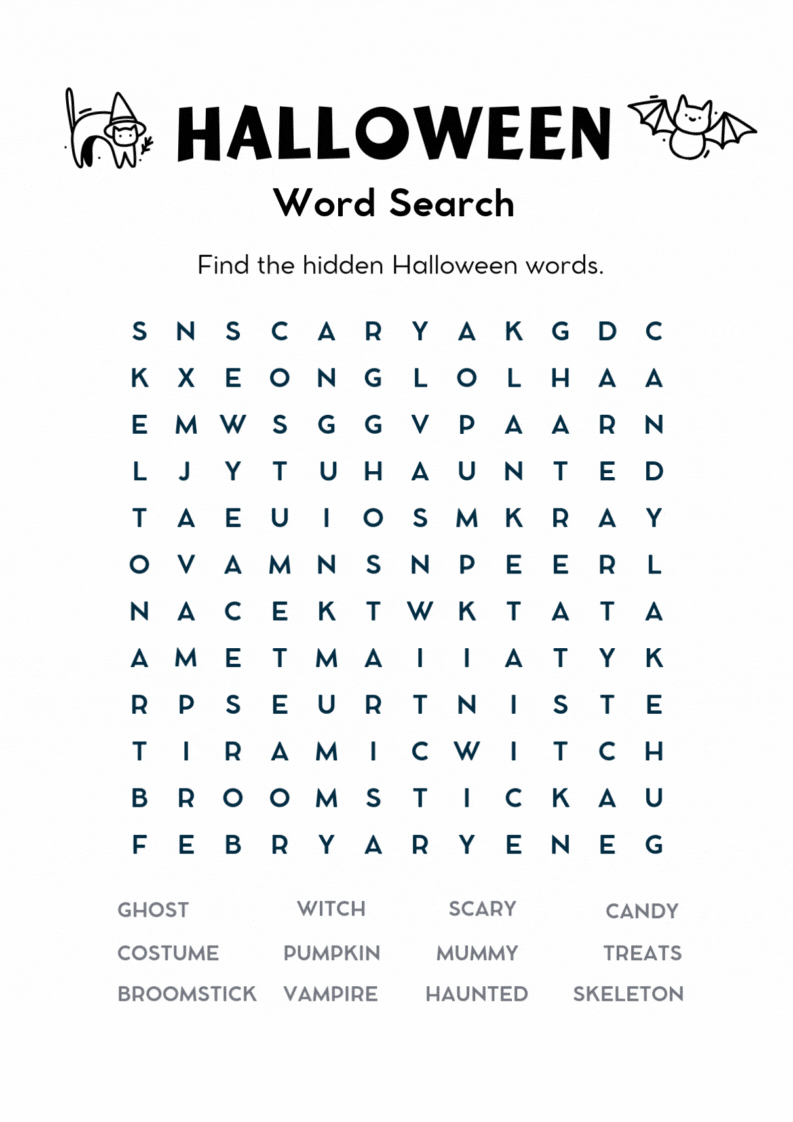 HALLOWEEN
Word Search
Find the hidden Halloween words.
S N S C A R Y A K G D C
K X E O N G L O L H A A
E M W S G G V P A A R N
L J Y T U H A U N T E D
T A E U I O S M K R A Y
O V A M N S N P E E R L
N A C E K T W K T A T A
A M E T M A I I A T Y K
R P S E U R T N I S T E
T I R A M I C W I T C H
B R O O M S T I C K A U
F E B R Y A R Y E N E G
GHOST WITCH SCARY CANDY
COSTUME PUMPKIN MUMMY TREATS
BROOMSTICK VAMPIRE HAUNTED SKELETON